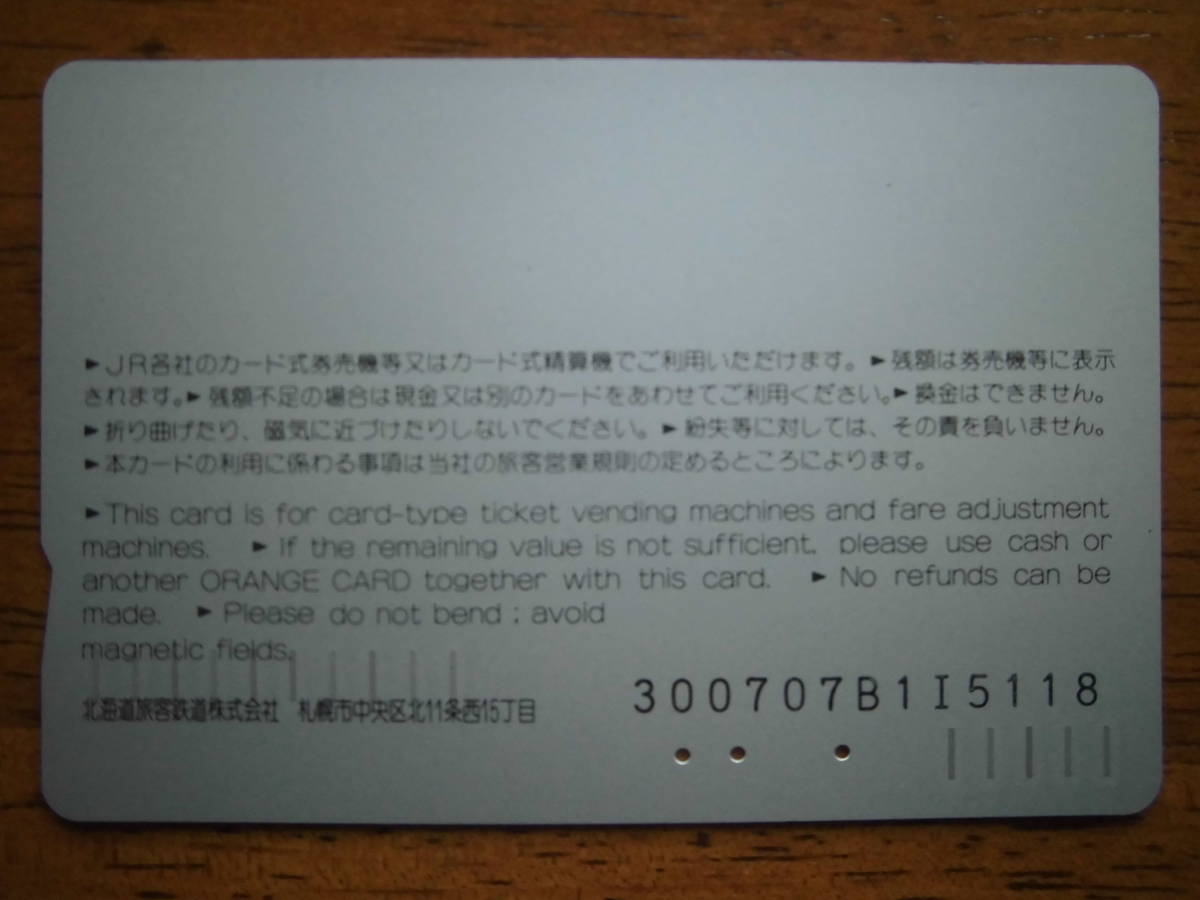 ►JR各社のカード式券売機等又はカード式精算機でご利用いただけます。►残額は券売機等に表示
されます。►残額不足の場合は現金又は別のカードをあわせてご利用ください。►換金はできません。
►折り曲げたり、磁気に近づけたりしないでください。►紛失等に対しては、その責を負いません。
►本カードの利用に係わる事項は当社の旅客営業規則の定めるところによります。
►This card is for card-type ticket vending machines and fare adjustment
machines. ►If the remaining value is not sufficient, please use cash or
another ORANGE CARD together with this card. ►No refunds can be
made. ►Please do not bend ; avoid
magnetic fields.
300707B1I5118
北海道旅客鉄道株式会社 札幌市中央区北11条西15丁目